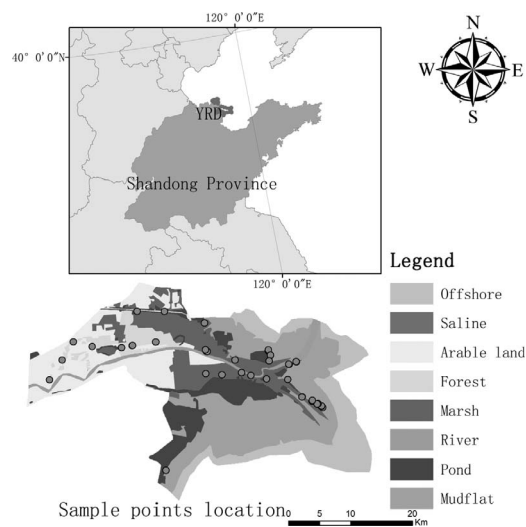 120° 0′0″E
N
40° 0′0″N
W E
S
YRD
Shandong Province
120° 0′0″E
Legend
Offshore
Saline
Arable land
Forest
Marsh
River
Pond
Mudflat
Sample points location
0 5 10 20
Km